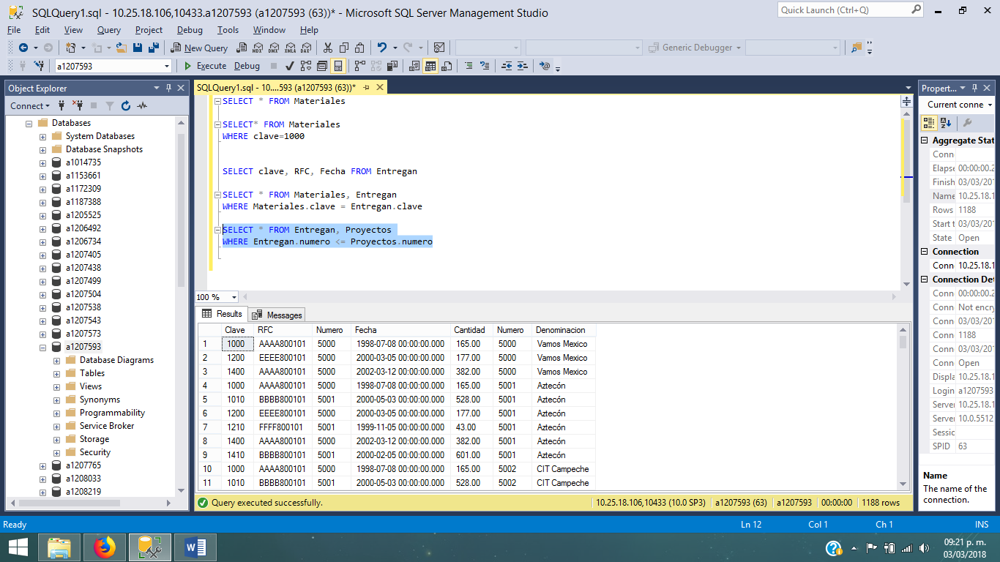 SQLQuery1.sql - 10.25.18.106,10433.a1207593 (a1207593 (63))* - Microsoft SQL Server Management Studio
Quick Launch (Ctrl+Q)
File Edit View Query Project Debug Tools Window Help
New Query
MDX DMX XMLA DAX
Generic Debugger
a1207593
Execute Debug
Object Explorer
Connect
Databases
System Databases
Database Snapshots
a1014735
a1153661
a1172309
a1187388
a1205525
a1206492
a1206734
a1207405
a1207438
a1207499
a1207504
a1207538
a1207543
a1207573
a1207593
Database Diagrams
Tables
Views
Synonyms
Programmability
Service Broker
Storage
Security
a1207765
a1208033
a1208219
SQLQuery1.sql - 10....593 (a1207593 (63))*
SELECT * FROM Materiales
SELECT* FROM Materiales
WHERE clave=1000
SELECT clave, RFC, Fecha FROM Entregan
SELECT * FROM Materiales, Entregan
WHERE Materiales.clave = Entregan.clave
SELECT * FROM Entregan, Proyectos
WHERE Entregan.numero <= Proyectos.numero
100 %
Results Messages
Clave RFC Numero Fecha Cantidad Numero Denominacion
1 1000 AAAA800101 5000 1998-07-08 00:00:00.000 165.00 5000 Vamos Mexico
2 1200 EEEE800101 5000 2000-03-05 00:00:00.000 177.00 5000 Vamos Mexico
3 1400 AAAA800101 5000 2002-03-12 00:00:00.000 382.00 5000 Vamos Mexico
4 1000 AAAA800101 5000 1998-07-08 00:00:00.000 165.00 5001 Aztecón
5 1010 BBBB800101 5001 2000-05-03 00:00:00.000 528.00 5001 Aztecón
6 1200 EEEE800101 5000 2000-03-05 00:00:00.000 177.00 5001 Aztecón
7 1210 FFFF800101 5001 1999-11-05 00:00:00.000 43.00 5001 Aztecón
8 1400 AAAA800101 5000 2002-03-12 00:00:00.000 382.00 5001 Aztecón
9 1410 BBBB800101 5001 2000-02-05 00:00:00.000 601.00 5001 Aztecón
10 1000 AAAA800101 5000 1998-07-08 00:00:00.000 165.00 5002 CIT Campeche
11 1010 BBBB800101 5001 2000-05-03 00:00:00.000 528.00 5002 CIT Campeche
Query executed successfully.
10.25.18.106,10433 (10.0 SP3) a1207593 (63) a1207593 00:00:00 1188 rows
Propert...
Current conne
Aggregate Stat
Conn
Elapse 00:00:00.2
Finish 03/03/201
Name 10.25.18.1
Rows 1188
Start t 03/03/201
State Open
Connection
Conn 10.25.18.1
Connection Det
Conn 00:00:00.2
Conn Not encry
Conn 03/03/201
Conn 1188
Conn 03/03/201
Conn Open
Displa 10.25.18.1
Login a1207593
Server 10.25.18.1
Server 10.0.5512
Sessic
SPID 63
Name
The name of the
connection.
Ready
Ln 12 Col 1 Ch 1 INS
09:21 p. m.
03/03/2018